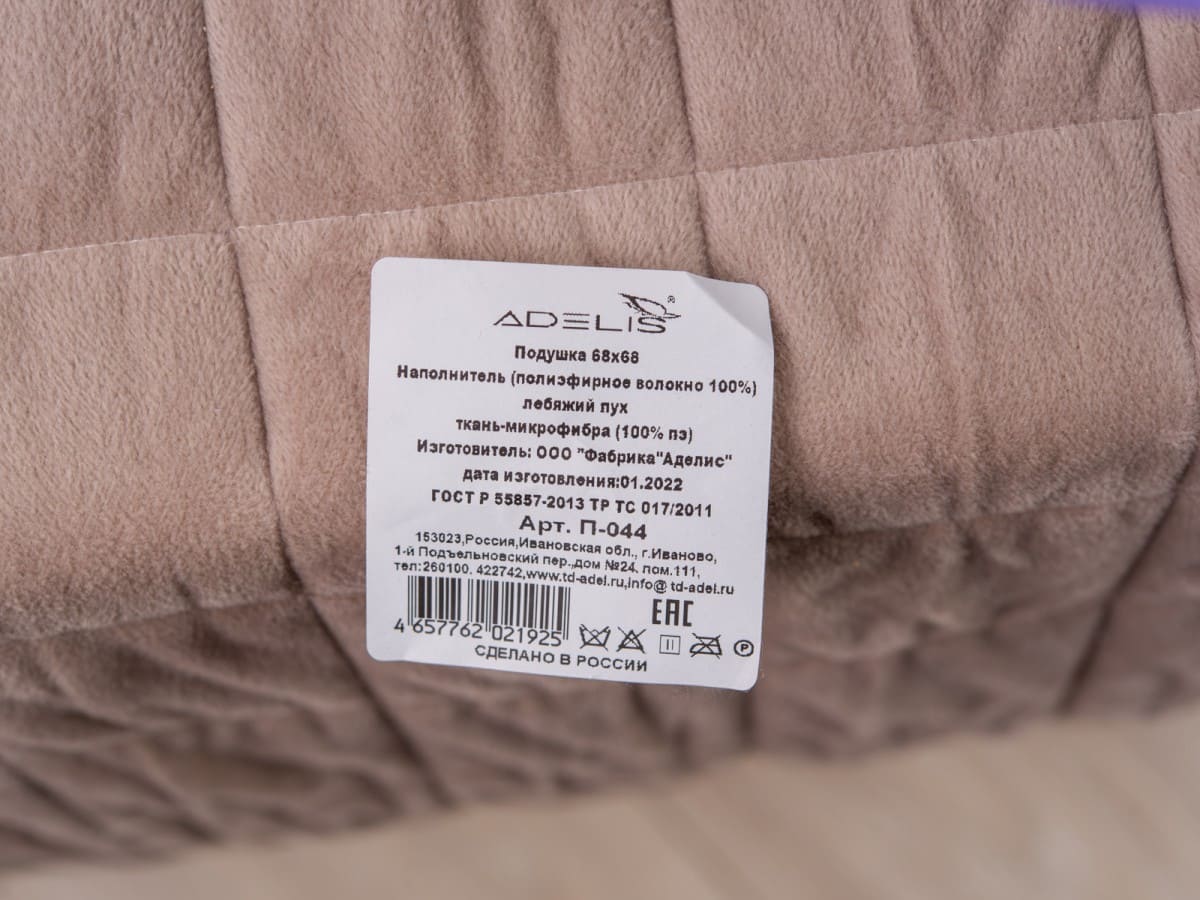 ADELIS®
Подушка 68х68
Наполнитель (полиэфирное волокно 100%)
лебяжий пух
ткань-микрофибра (100% пэ)
Изготовитель: ООО "Фабрика"Аделис"
дата изготовления:01.2022
ГОСТ Р 55857-2013 ТР ТС 017/2011
Арт. П-044
153023,Россия,Ивановская обл., г.Иваново,
1-й Подъельновский пер.,дом №24, пом.111,
тел:260100. 422742,www.td-adel.ru,info@ td-adel.ru
EAC
4 657762 021925
P
СДЕЛАНО В РОССИИ